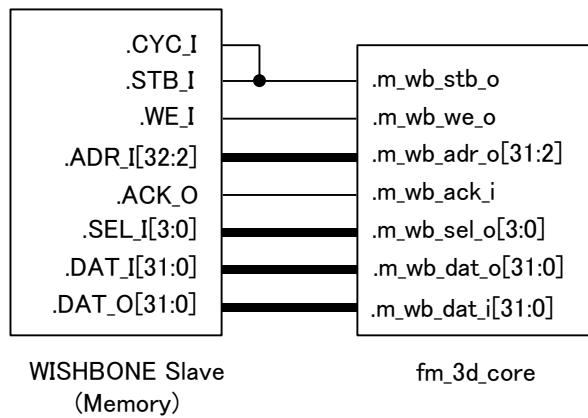 .CYC_I
.STB_I
.WE_I
.ADR_I[32:2]
.ACK_O
.SEL_I[3:0]
.DAT_I[31:0]
.DAT_O[31:0]
.m_wb_stb_o
.m_wb_we_o
.m_wb_adr_o[31:2]
.m_wb_ack_i
.m_wb_sel_o[3:0]
.m_wb_dat_o[31:0]
.m_wb_dat_i[31:0]
WISHBONE Slave
(Memory)
fm_3d_core